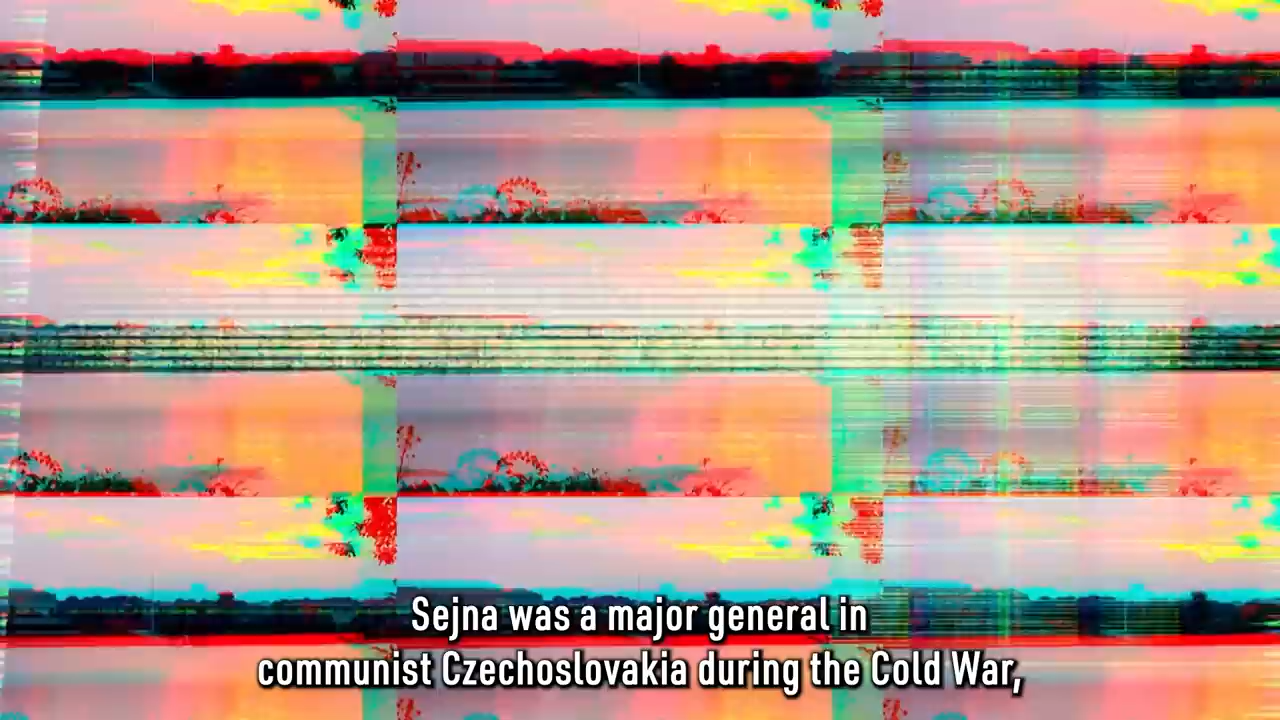 Sejna was a major general in
communist Czechoslovakia during the Cold War,